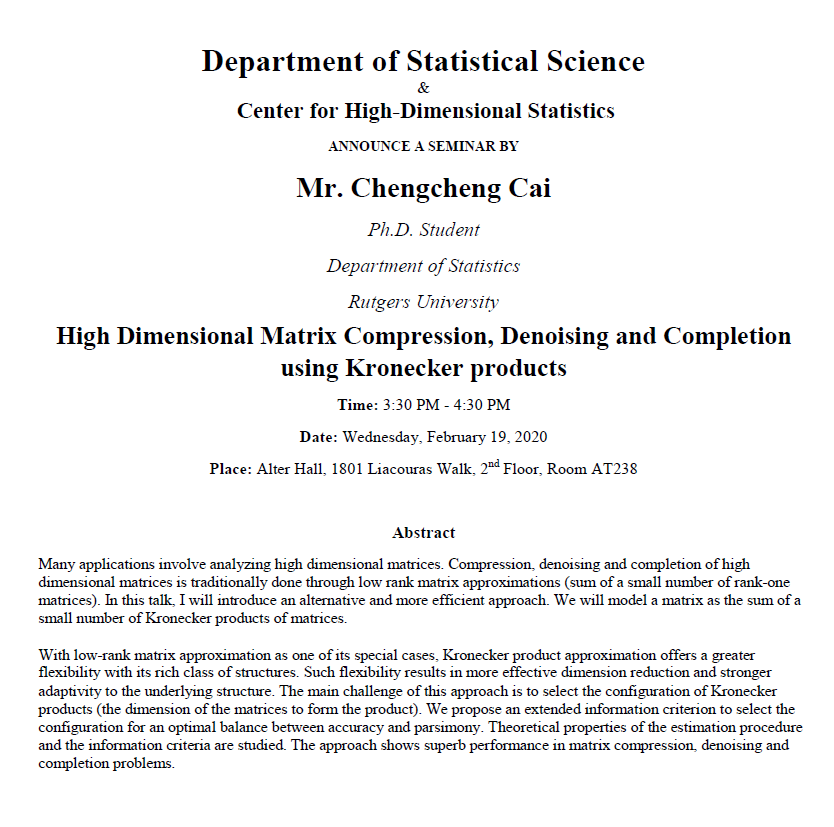 Department of Statistical Science
&
Center for High-Dimensional Statistics
ANNOUNCE A SEMINAR BY
Mr. Chengcheng Cai
Ph.D. Student
Department of Statistics
Rutgers University
High Dimensional Matrix Compression, Denoising and Completion
using Kronecker products
Time: 3:30 PM - 4:30 PM
Date: Wednesday, February 19, 2020
Place: Alter Hall, 1801 Liacouras Walk, 2nd Floor, Room AT238
Abstract
Many applications involve analyzing high dimensional matrices. Compression, denoising and completion of high
dimensional matrices is traditionally done through low rank matrix approximations (sum of a small number of rank-one
matrices). In this talk, I will introduce an alternative and more efficient approach. We will model a matrix as the sum of a
small number of Kronecker products of matrices.
With low-rank matrix approximation as one of its special cases, Kronecker product approximation offers a greater
flexibility with its rich class of structures. Such flexibility results in more effective dimension reduction and stronger
adaptivity to the underlying structure. The main challenge of this approach is to select the configuration of Kronecker
products (the dimension of the matrices to form the product). We propose an extended information criterion to select the
configuration for an optimal balance between accuracy and parsimony. Theoretical properties of the estimation procedure
and the information criteria are studied. The approach shows superb performance in matrix compression, denoising and
completion problems.